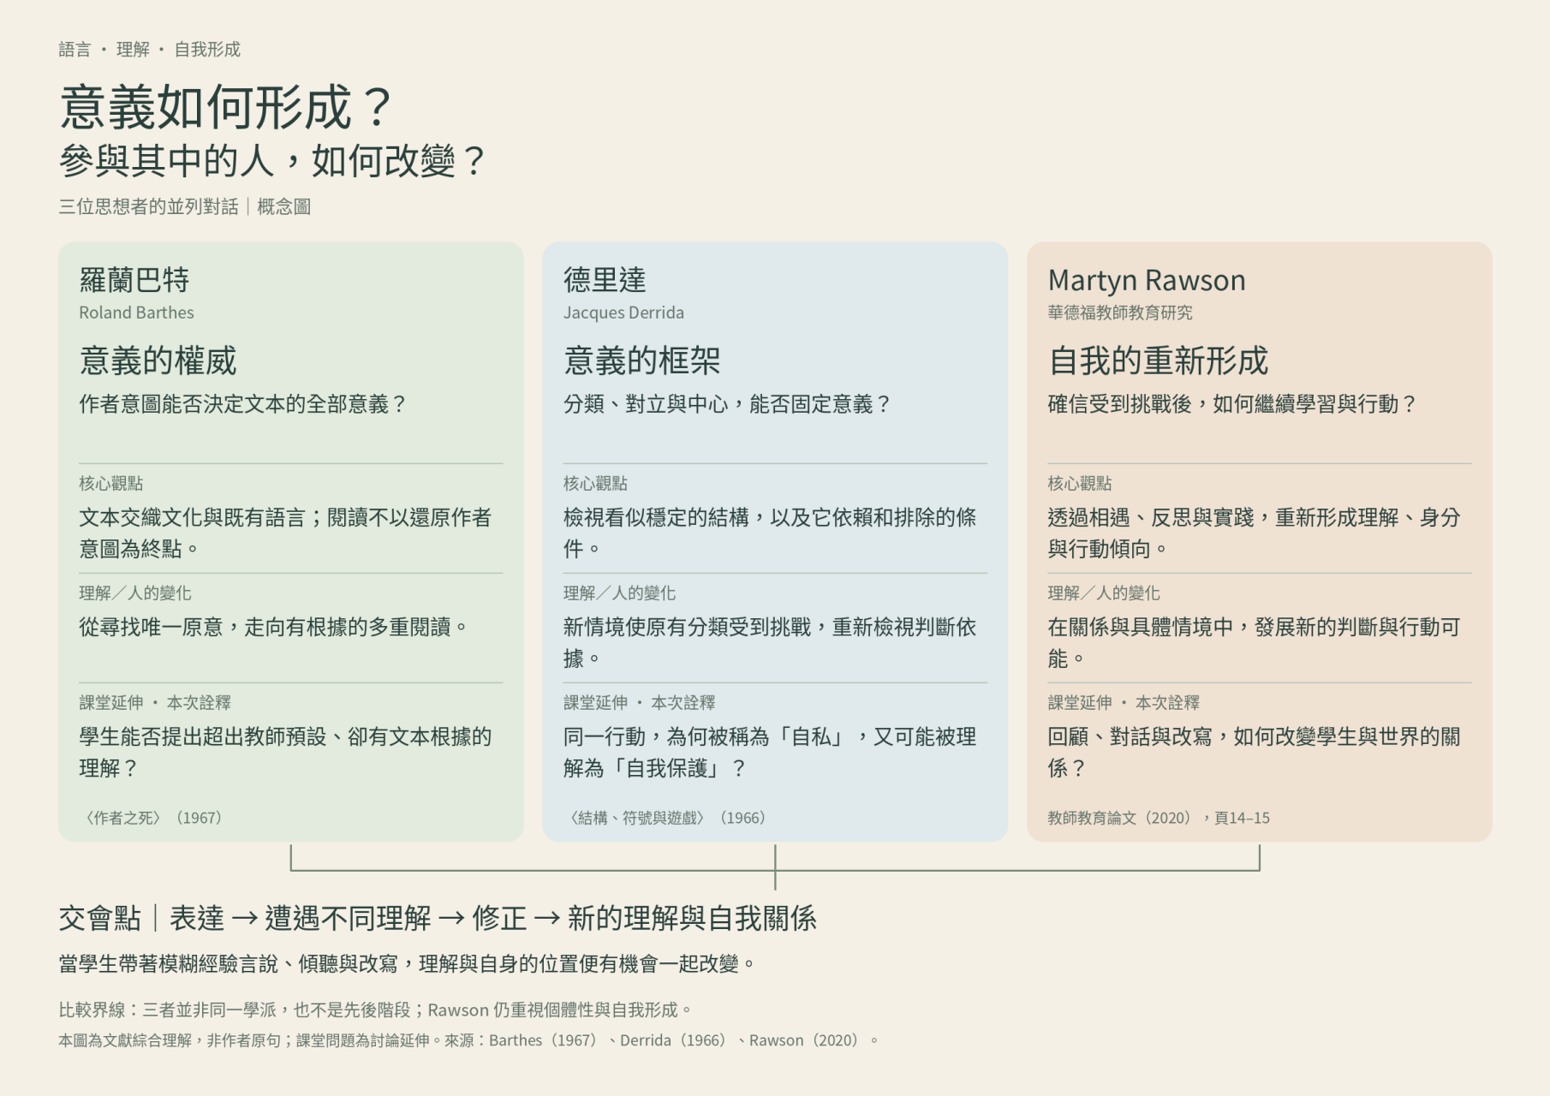 語言 · 理解 · 自我形成
意義如何形成？
參與其中的人，如何改變？
三位思想者的並列對話｜概念圖
羅蘭巴特
Roland Barthes
意義的權威
作者意圖能否決定文本的全部意義？
核心觀點
文本交織文化與既有語言；閱讀不以還原作者
意圖為終點。
理解／人的變化
從尋找唯一原意，走向有根據的多重閱讀。
課堂延伸 · 本次詮釋
學生能否提出超出教師預設、卻有文本根據的
理解？
〈作者之死〉（1967）
德里達
Jacques Derrida
意義的框架
分類、對立與中心，能否固定意義？
核心觀點
檢視看似穩定的結構，以及它依賴和排除的條
件。
理解／人的變化
新情境使原有分類受到挑戰，重新檢視判斷依
據。
課堂延伸 · 本次詮釋
同一行動，為何被稱為「自私」，又可能被理
解為「自我保護」？
〈結構、符號與遊戲〉（1966）
Martyn Rawson
華德福教師教育研究
自我的重新形成
確信受到挑戰後，如何繼續學習與行動？
核心觀點
透過相遇、反思與實踐，重新形成理解、身分
與行動傾向。
理解／人的變化
在關係與具體情境中，發展新的判斷與行動可
能。
課堂延伸 · 本次詮釋
回顧、對話與改寫，如何改變學生與世界的關
係？
教師教育論文（2020），頁14–15
交會點｜表達 → 遭遇不同理解 → 修正 → 新的理解與自我關係
當學生帶著模糊經驗言說、傾聽與改寫，理解與自身的位置便有機會一起改變。
比較界線：三者並非同一學派，也不是先後階段；Rawson 仍重視個體性與自我形成。
本圖為文獻綜合理解，非作者原句；課堂問題為討論延伸。來源：Barthes（1967）、Derrida（1966）、Rawson（2020）。